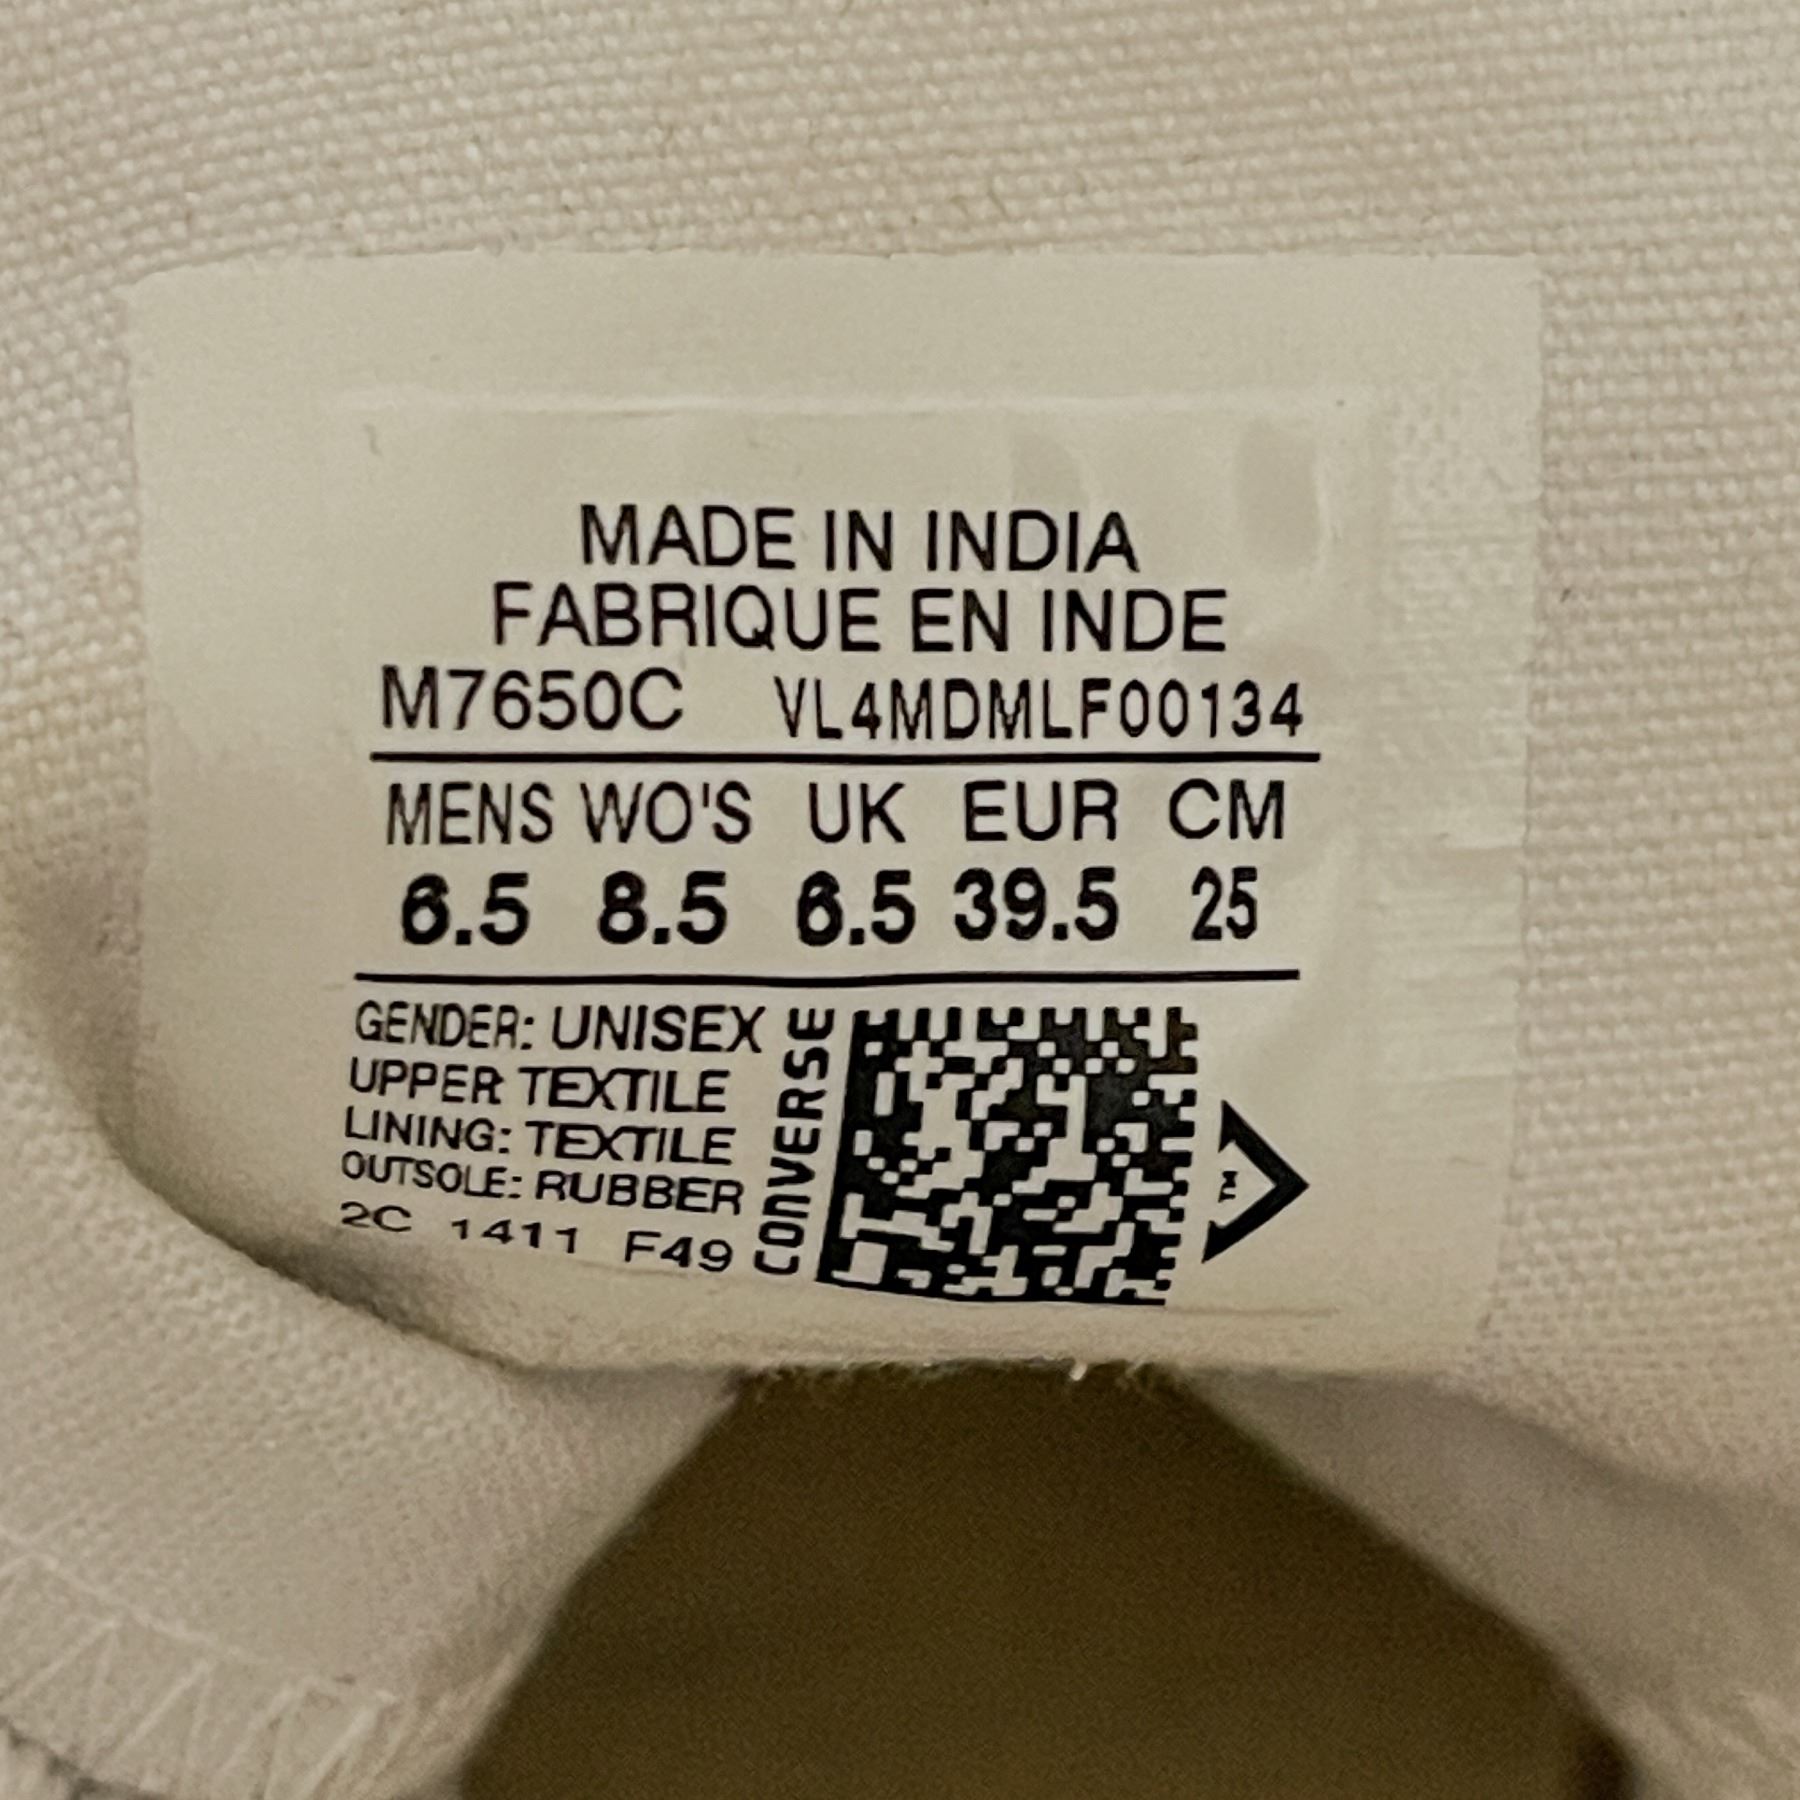 MADE IN INDIA
FABRIQUE EN INDE
M7650C VL4MDMLF00134
MENS WO'S UK EUR CM
6.5 8.5 6.5 39.5 25
GENDER: UNISEX
UPPER TEXTILE
LINING: TEXTILE
OUTSOLE: RUBBER
2C 1411 F49
CONVERSE
TM